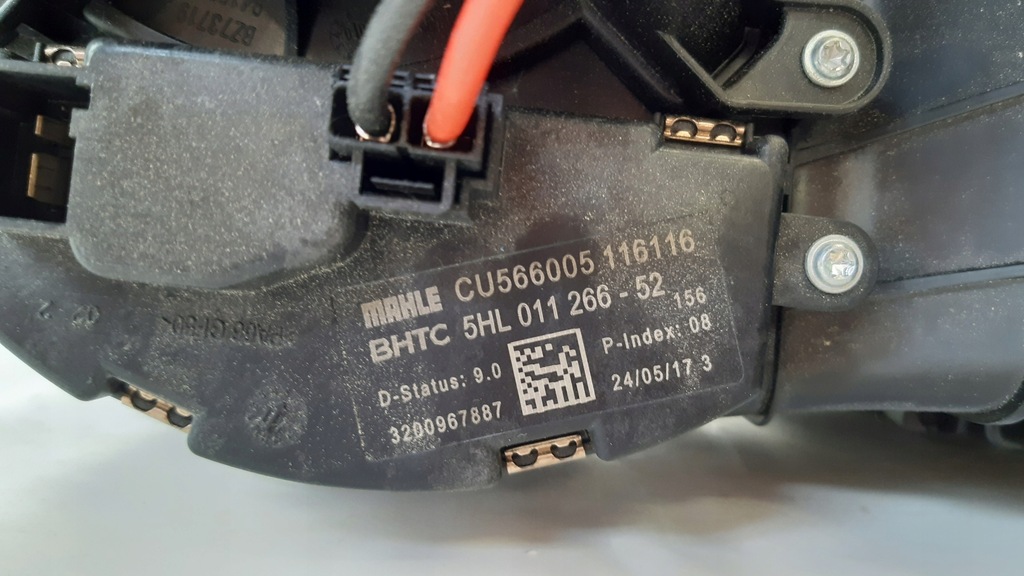 BZ73719
MAHLE CU566005 116116
BHTC 5HL 011 266 - 52 156
D-Status: 9.0
P-Index: 08
3200967887
24/05/17 3